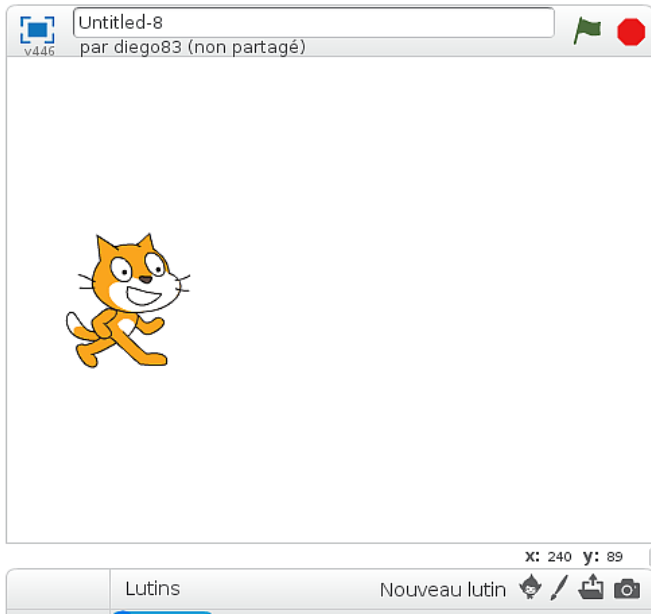 Untitled-8
v446
par diego83 (non partagé)
x: 240 y: 89
Lutins
Nouveau lutin